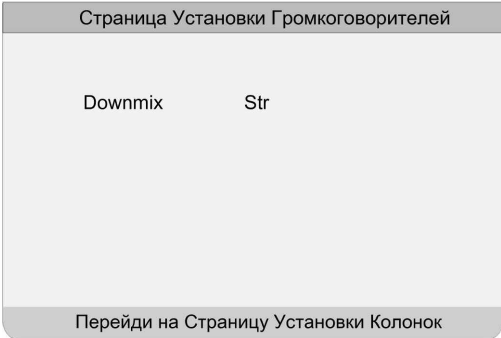 Страница Установки Громкоговорителей
Downmix Str
Перейди на Страницу Установки Колонок